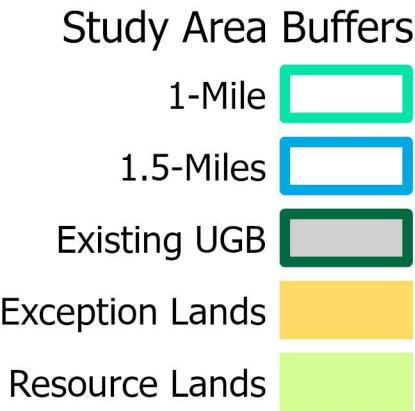 Study Area Buffers
1-Mile
1.5-Miles
Existing UGB
Exception Lands
Resource Lands